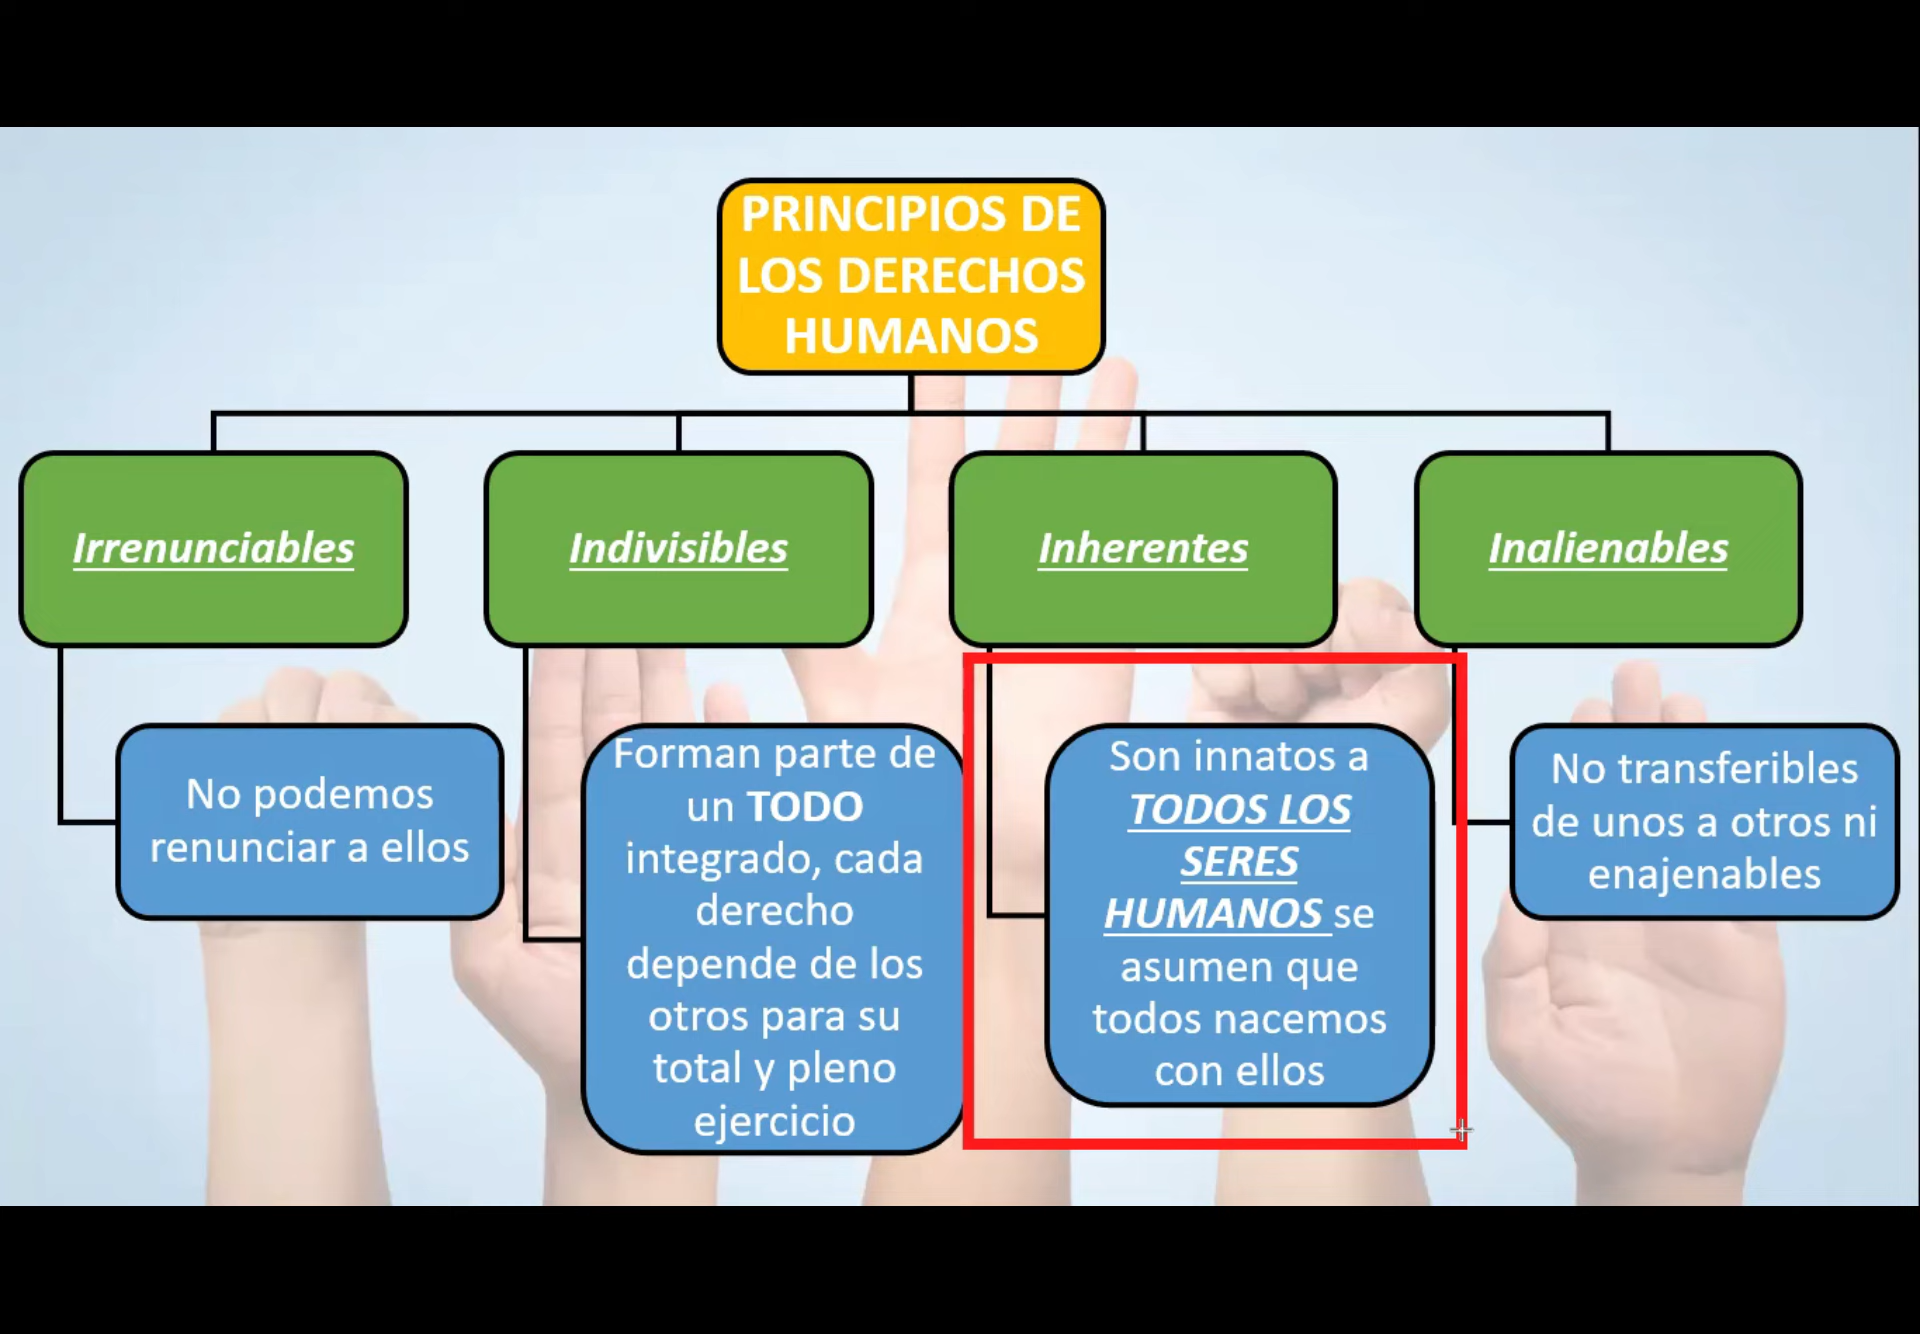 PRINCIPIOS DE
LOS DERECHOS
HUMANOS
Irrenunciables
No podemos
renunciar a ellos
Indivisibles
Forman parte de
un TODO
integrado, cada
derecho
depende de los
otros para su
total y pleno
ejercicio
Inherentes
Son innatos a
TODOS LOS
SERES
HUMANOS se
asumen que
todos nacemos
con ellos
Inalienables
No transferibles
de unos a otros ni
enajenables